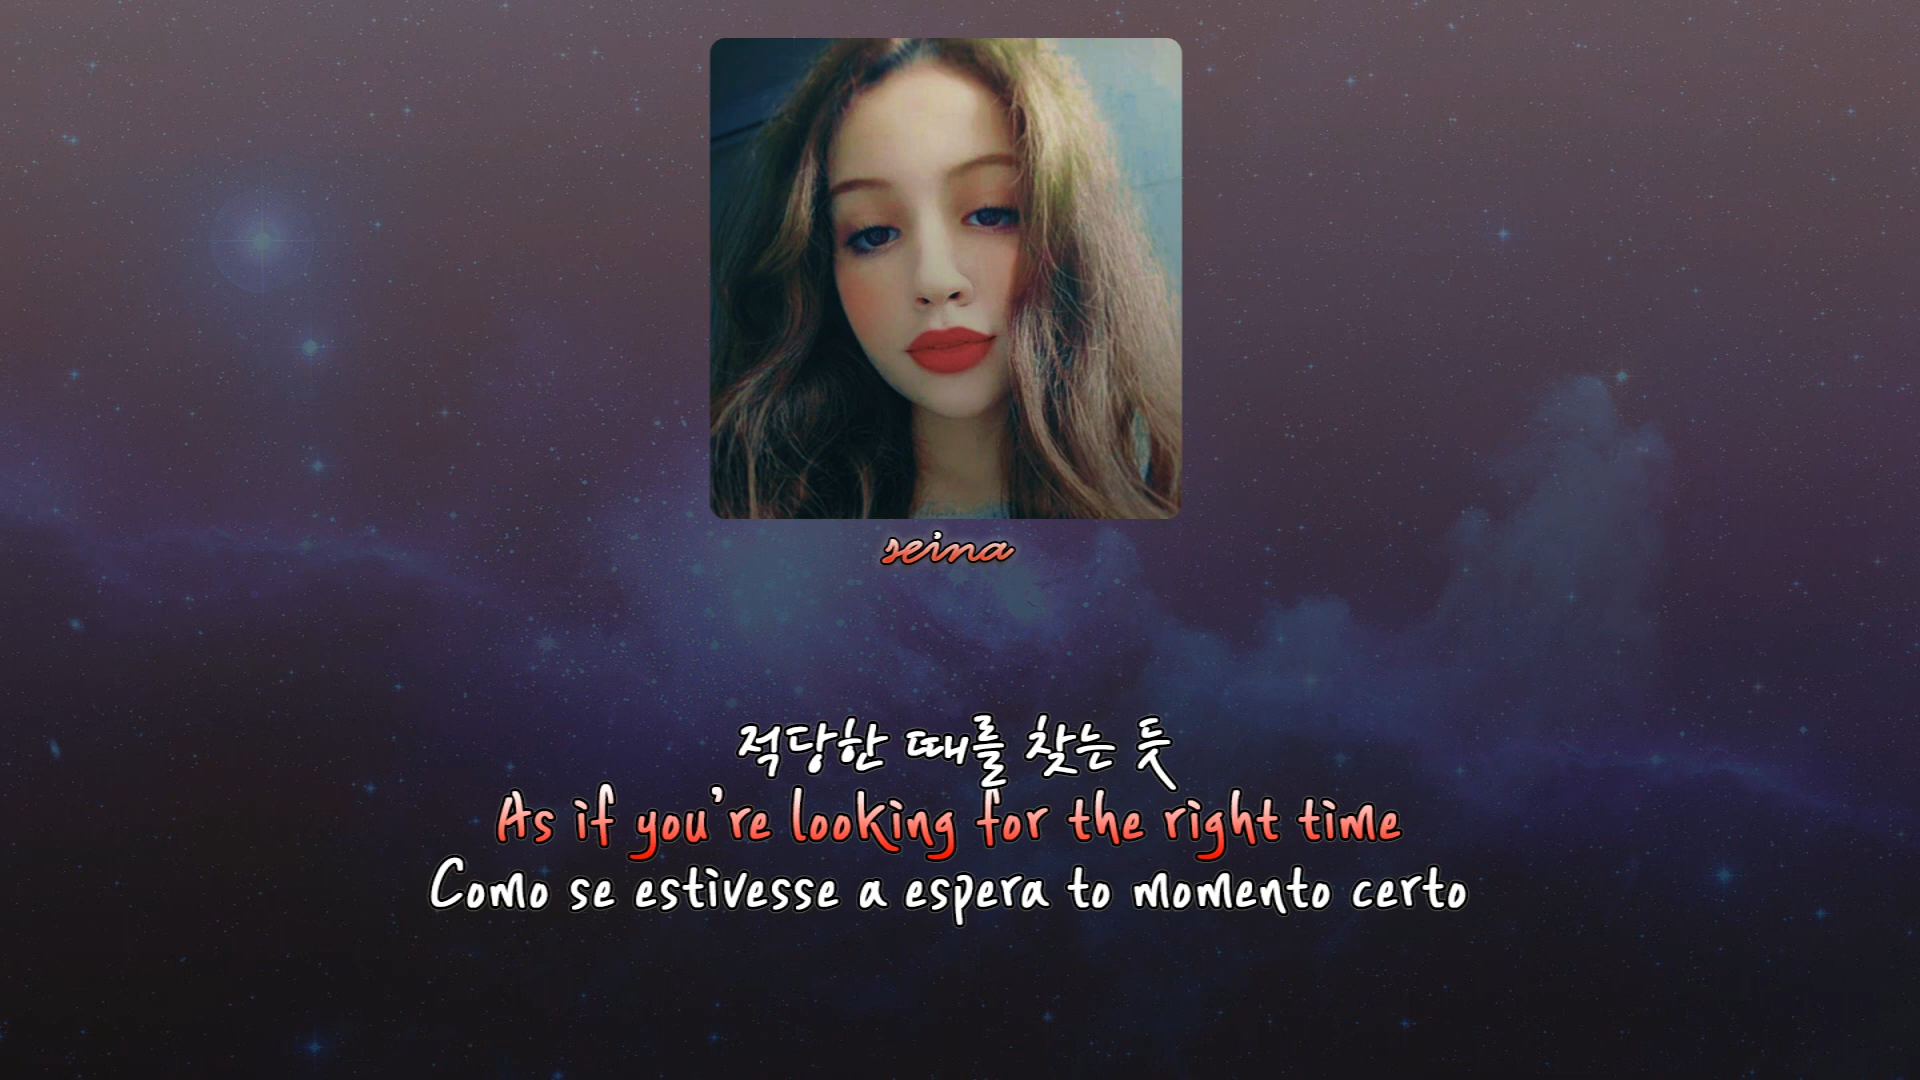 seina
적당한 때를 찾는 듯
As if you're looking for the right time
Como se estivesse a espera to momento certo